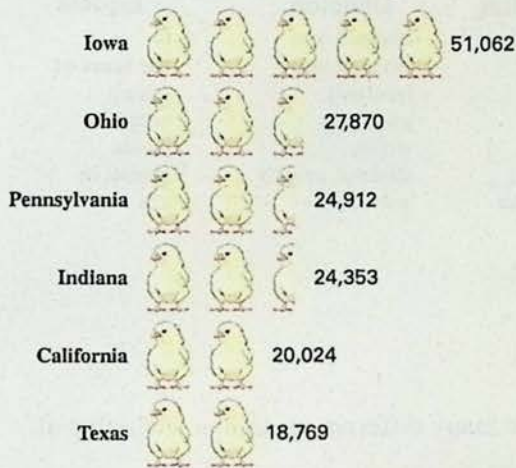 Iowa 51,062
Ohio 27,870
Pennsylvania 24,912
Indiana 24,353
California 20,024
Texas 18,769